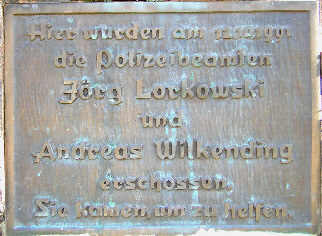 Hier wurden am
die Polizeibeamten
Jörg Lorkowski
und
Andreas Wilkending
erschossen.
Sie kamen, um zu helfen.